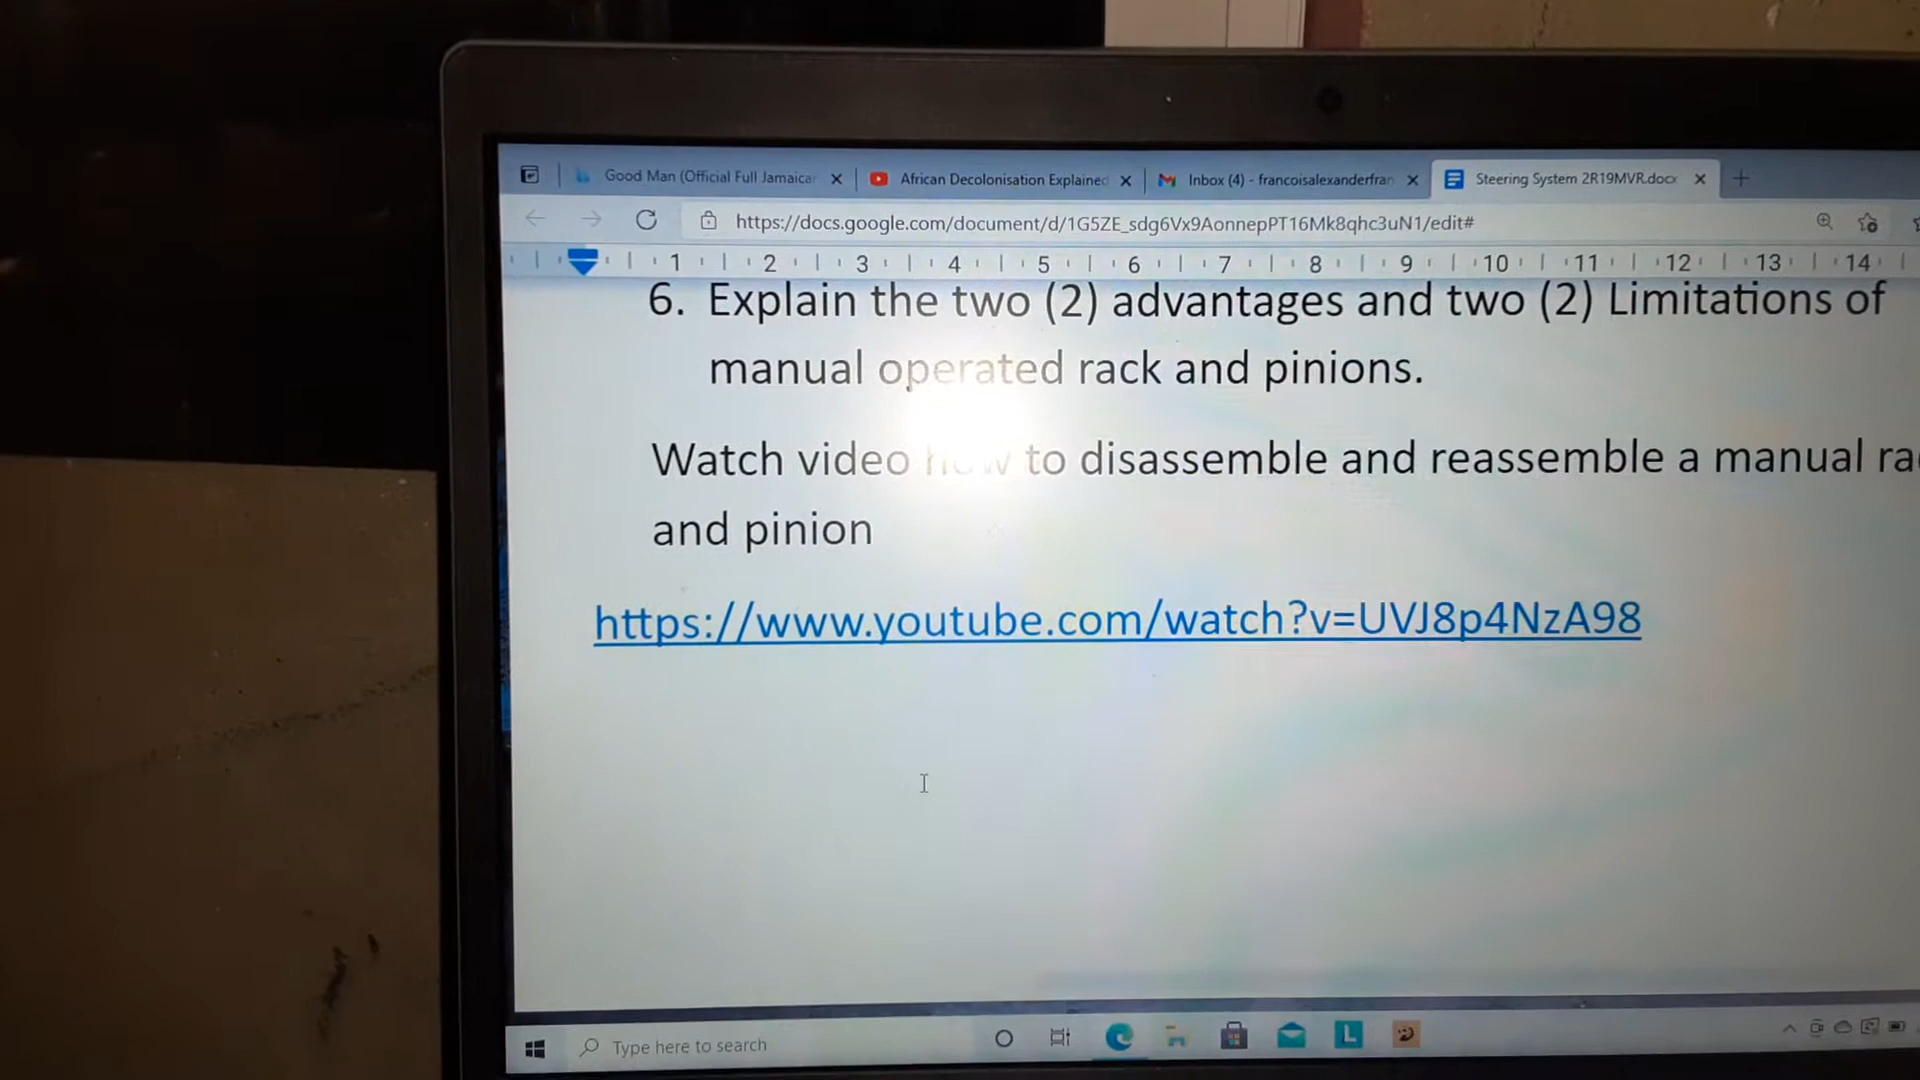 Good Man (Official Full Jamaicar
African Decolonisation Explained
Inbox (4) - francoisalexanderfran
Steering System 2R19MVR.docx
https://docs.google.com/document/d/1G5ZE_sdg6Vx9AonnepPT16Mk8qhc3uN1/edit#
1 2 3 4 5 6 7 8 9 10 11 12 13 14
6. Explain the two (2) advantages and two (2) Limitations of
manual operated rack and pinions.
Watch video how to disassemble and reassemble a manual ra
and pinion
https://www.youtube.com/watch?v=UVJ8p4NzA98
Type here to search
L